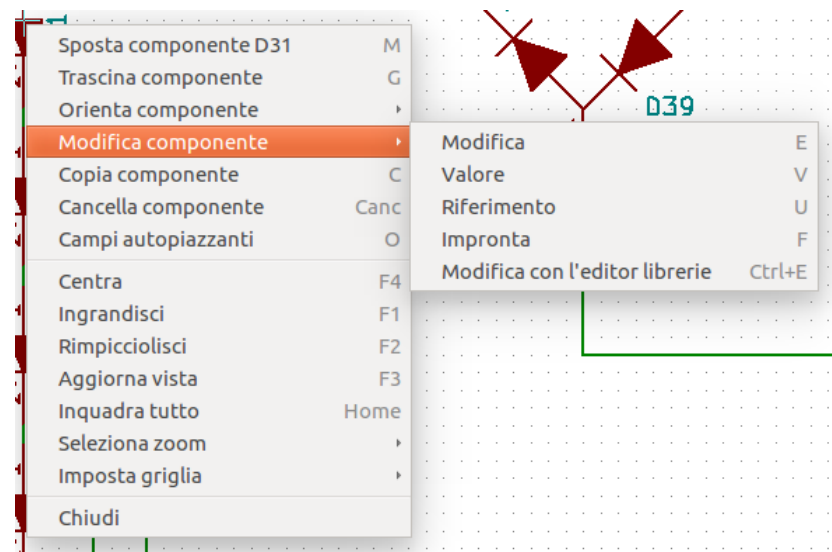 Sposta componente D31 M
Trascina componente G
Orienta componente
Modifica componente
Copia componente C
Cancella componente Canc
Campi autopiazzanti O
Centra F4
Ingrandisci F1
Rimpicciolisci F2
Aggiorna vista F3
Inquadra tutto Home
Seleziona zoom
Imposta griglia
Chiudi
D39
Modifica E
Valore V
Riferimento U
Impronta F
Modifica con l'editor librerie Ctrl+E